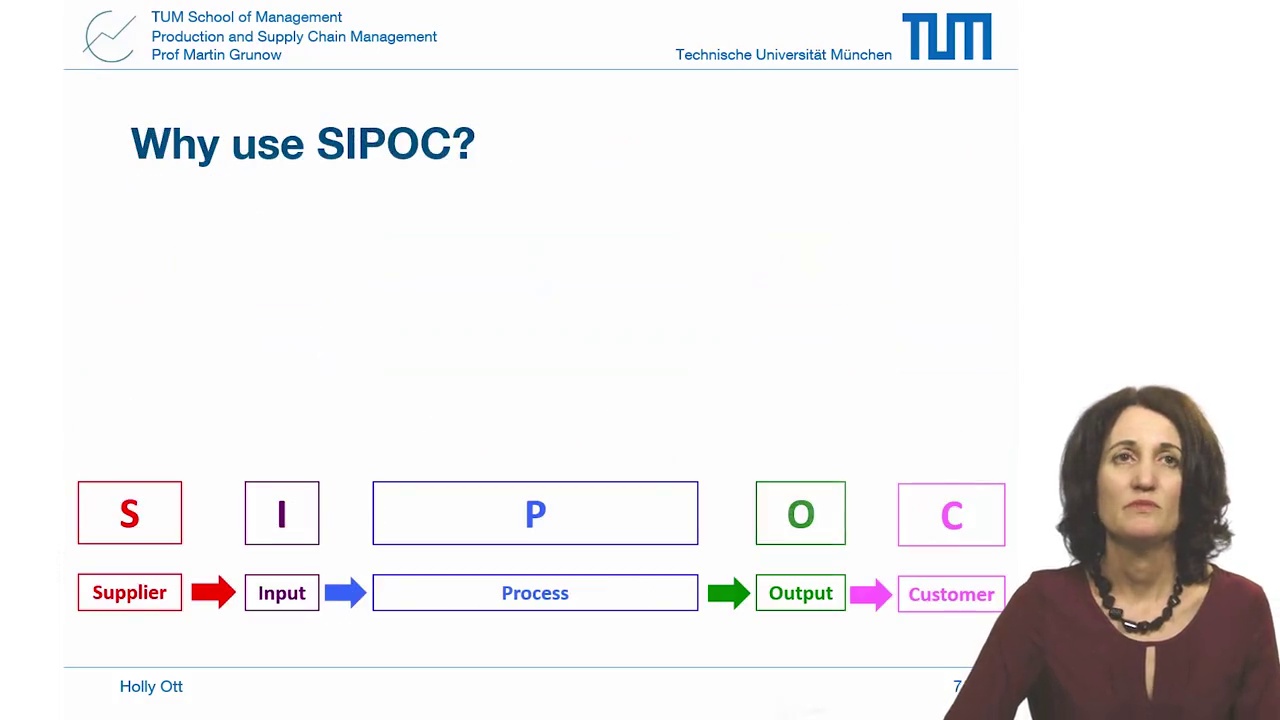 TUM School of Management
Production and Supply Chain Management
Prof Martin Grunow
Technische Universität München
TUM
Why use SIPOC?
S I P O C
Supplier Input Process Output Customer
Holly Ott
7